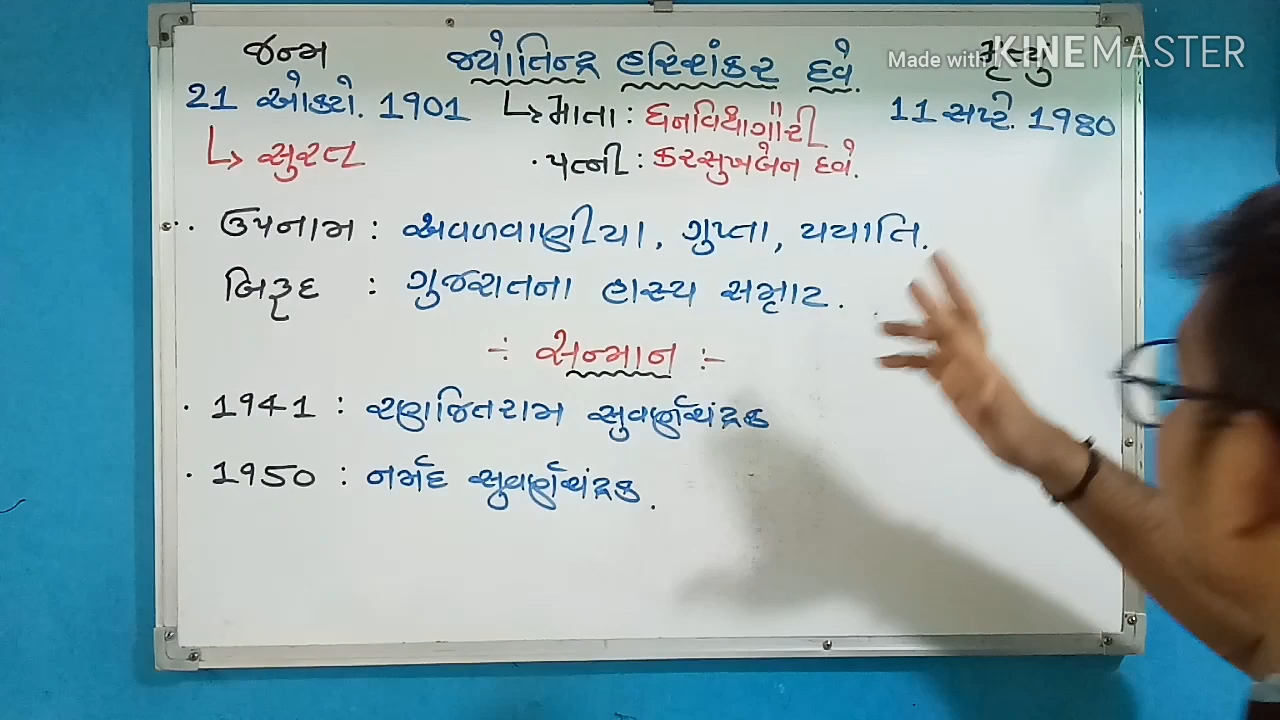 જન્મ જ્યોતિન્દ્ર હરિશંકર દવે. મૃત્યુ
Made with KINEMASTER
21 ઓક્ટો. 1901 ↳ માતા : ધનવિદ્યાગૌરી 11 સપ્ટે. 1980
↳ સુરત · પત્ની : કરસુખબેન દવે.
· ઉપનામ : અવળવાણીયા, ગુપ્તા, યયાતિ.
બિરૂદ : ગુજરાતના હાસ્ય સમ્રાટ.
-: સન્માન :-
· 1941 : રણજિતરામ સુવર્ણચંદ્રક
· 1950 : નર્મદ સુવર્ણચંદ્રક.